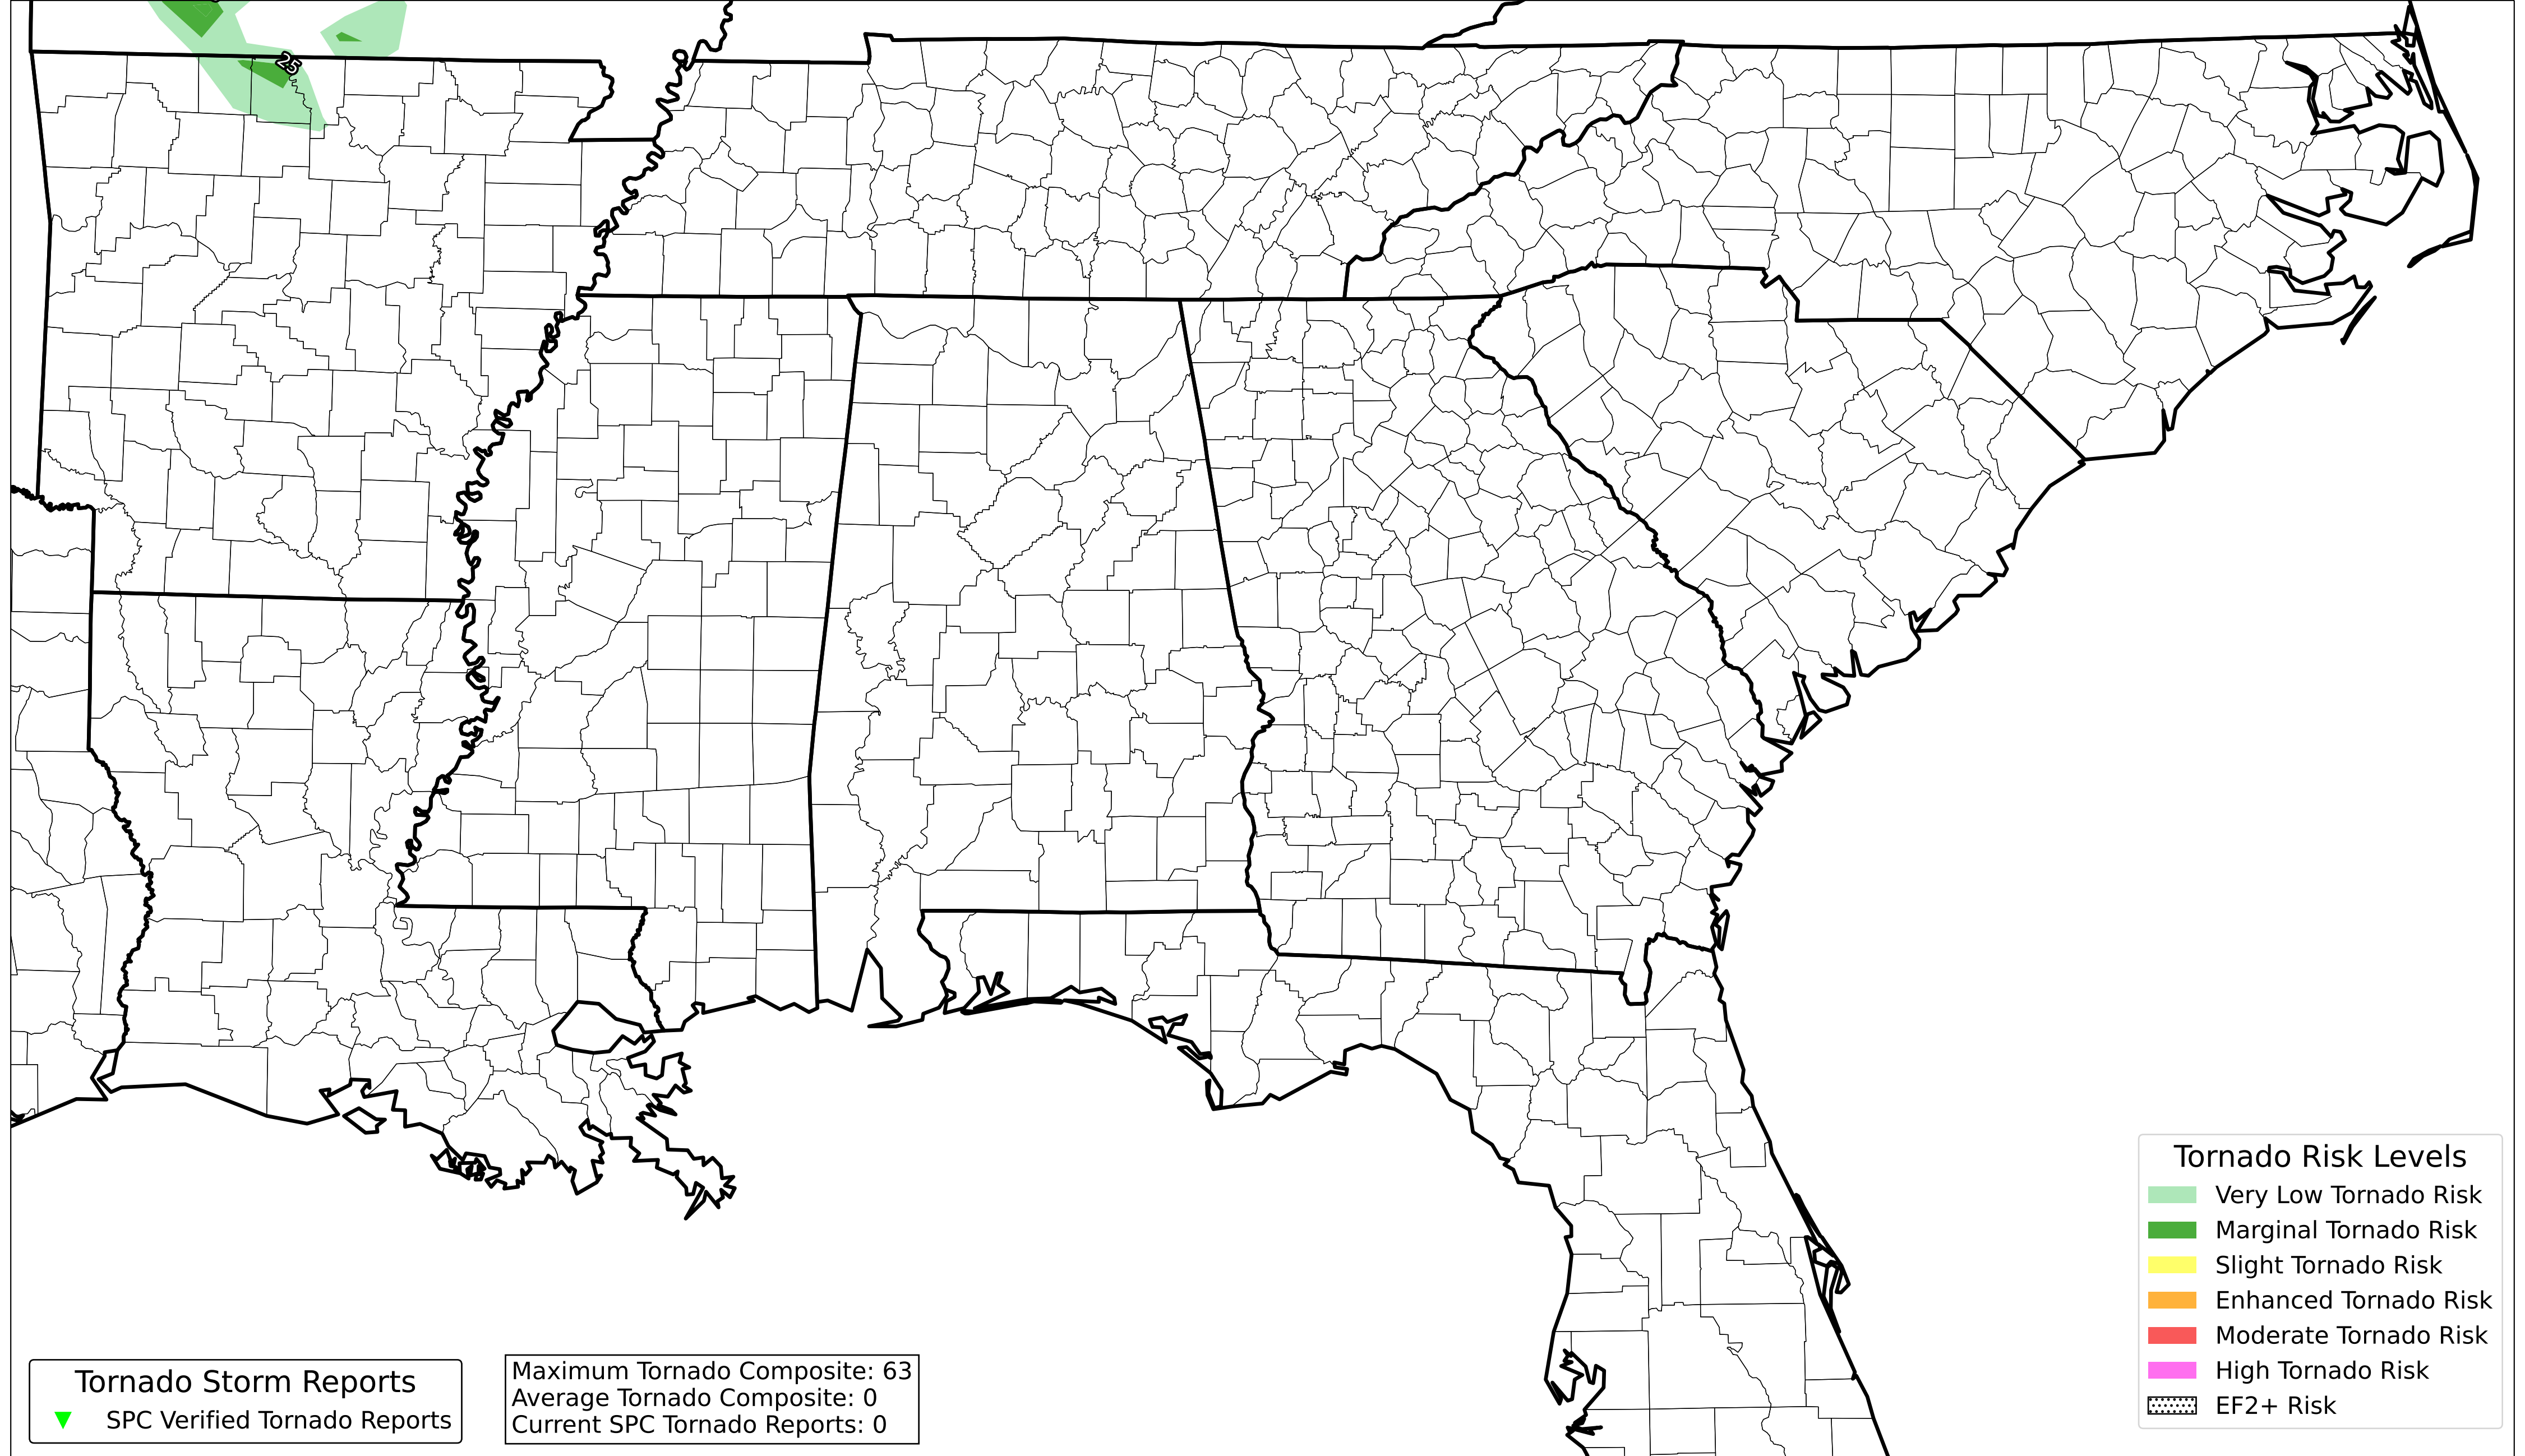 25
Tornado Risk Levels
Very Low Tornado Risk
Marginal Tornado Risk
Slight Tornado Risk
Enhanced Tornado Risk
Moderate Tornado Risk
High Tornado Risk
EF2+ Risk
Tornado Storm Reports
SPC Verified Tornado Reports
Maximum Tornado Composite: 63
Average Tornado Composite: 0
Current SPC Tornado Reports: 0